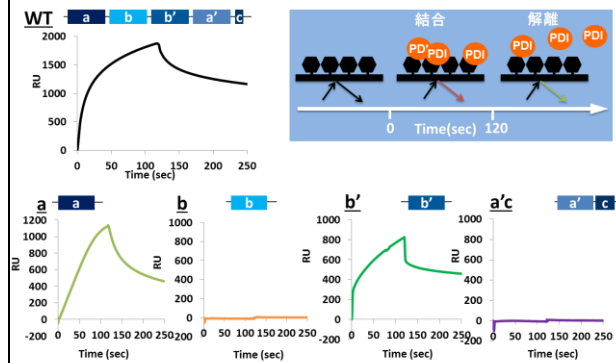 WT
a b b' a' c
RU
2000
1500
1000
500
0
0 50 100 150 200 250
Time (sec)
結合 解離
PDI PDI PDI
PDI PDI PDI
0 Time(sec) 120
a
a
RU
1200
1000
800
600
400
200
0
-200
0 50 100 150 200 250
Time (sec)
b
b
RU
1000
800
600
400
200
0
-200
0 50 100 150 200 250
Time (sec)
b'
b'
RU
1000
800
600
400
200
0
-200
0 50 100 150 200 250
Time (sec)
a'c
a' c
RU
1000
800
600
400
200
0
-200
0 50 100 150 200 250
Time (sec)